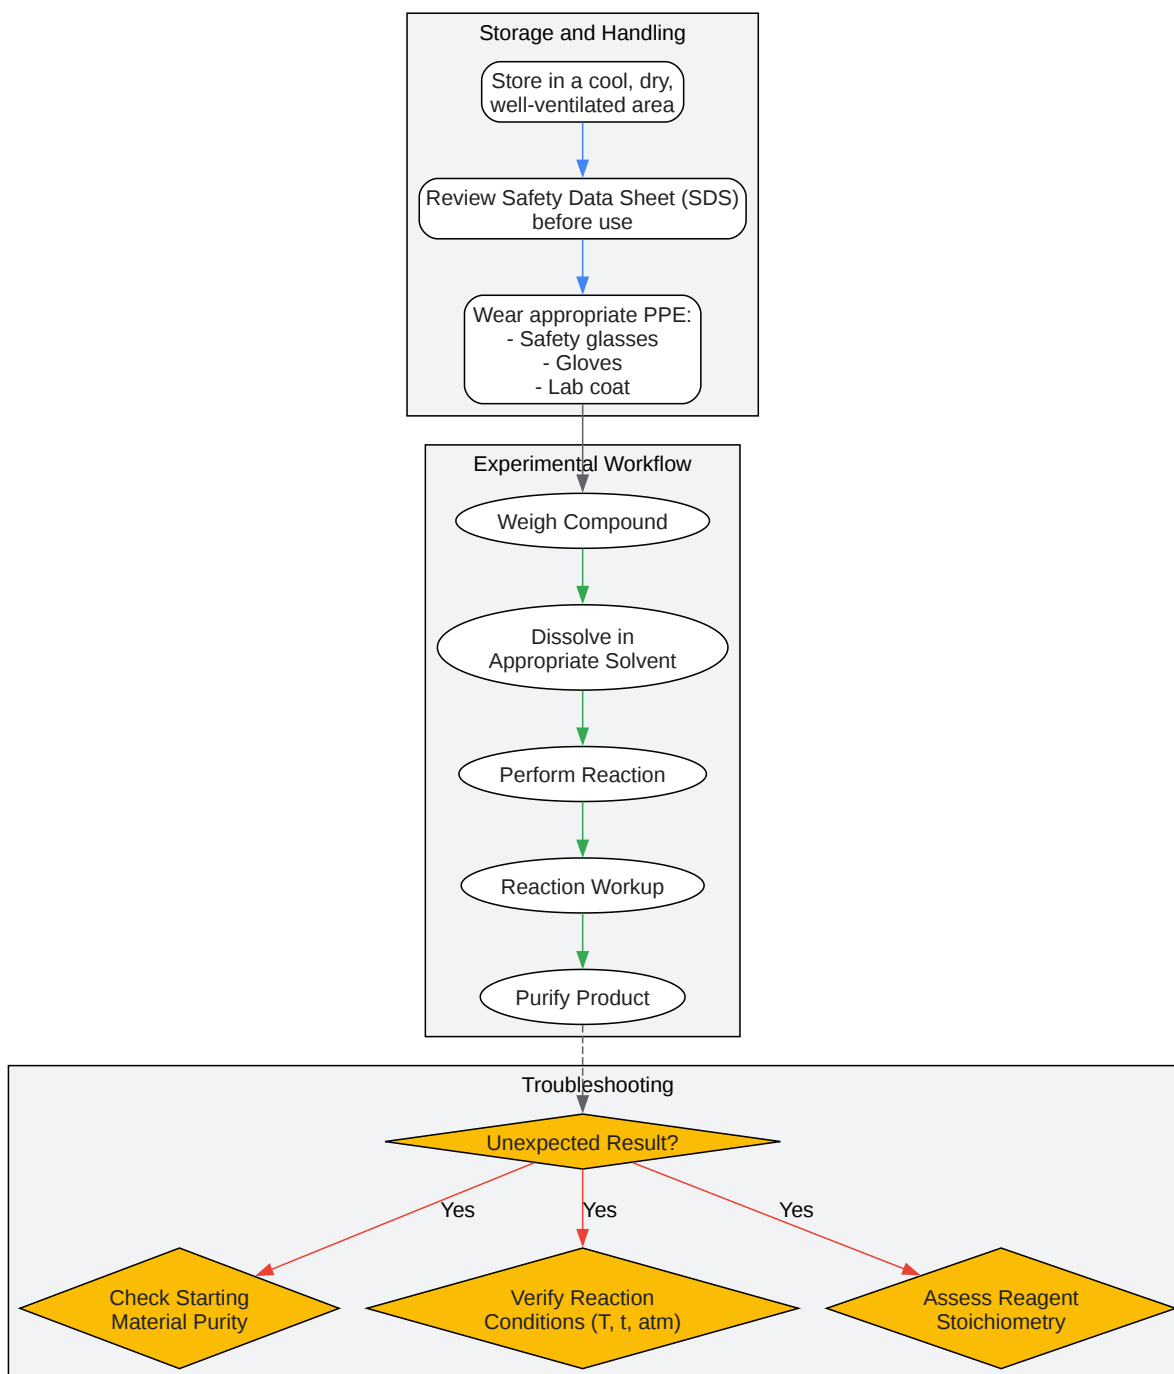 Storage and Handling
Store in a cool, dry,
well-ventilated area
Review Safety Data Sheet (SDS)
before use
Wear appropriate PPE:
- Safety glasses
- Gloves
- Lab coat
Experimental Workflow
Weigh Compound
Dissolve in
Appropriate Solvent
Perform Reaction
Reaction Workup
Purify Product
Troubleshooting
Unexpected Result?
Yes
Yes
Yes
Check Starting
Material Purity
Verify Reaction
Conditions (T, t, atm)
Assess Reagent
Stoichiometry